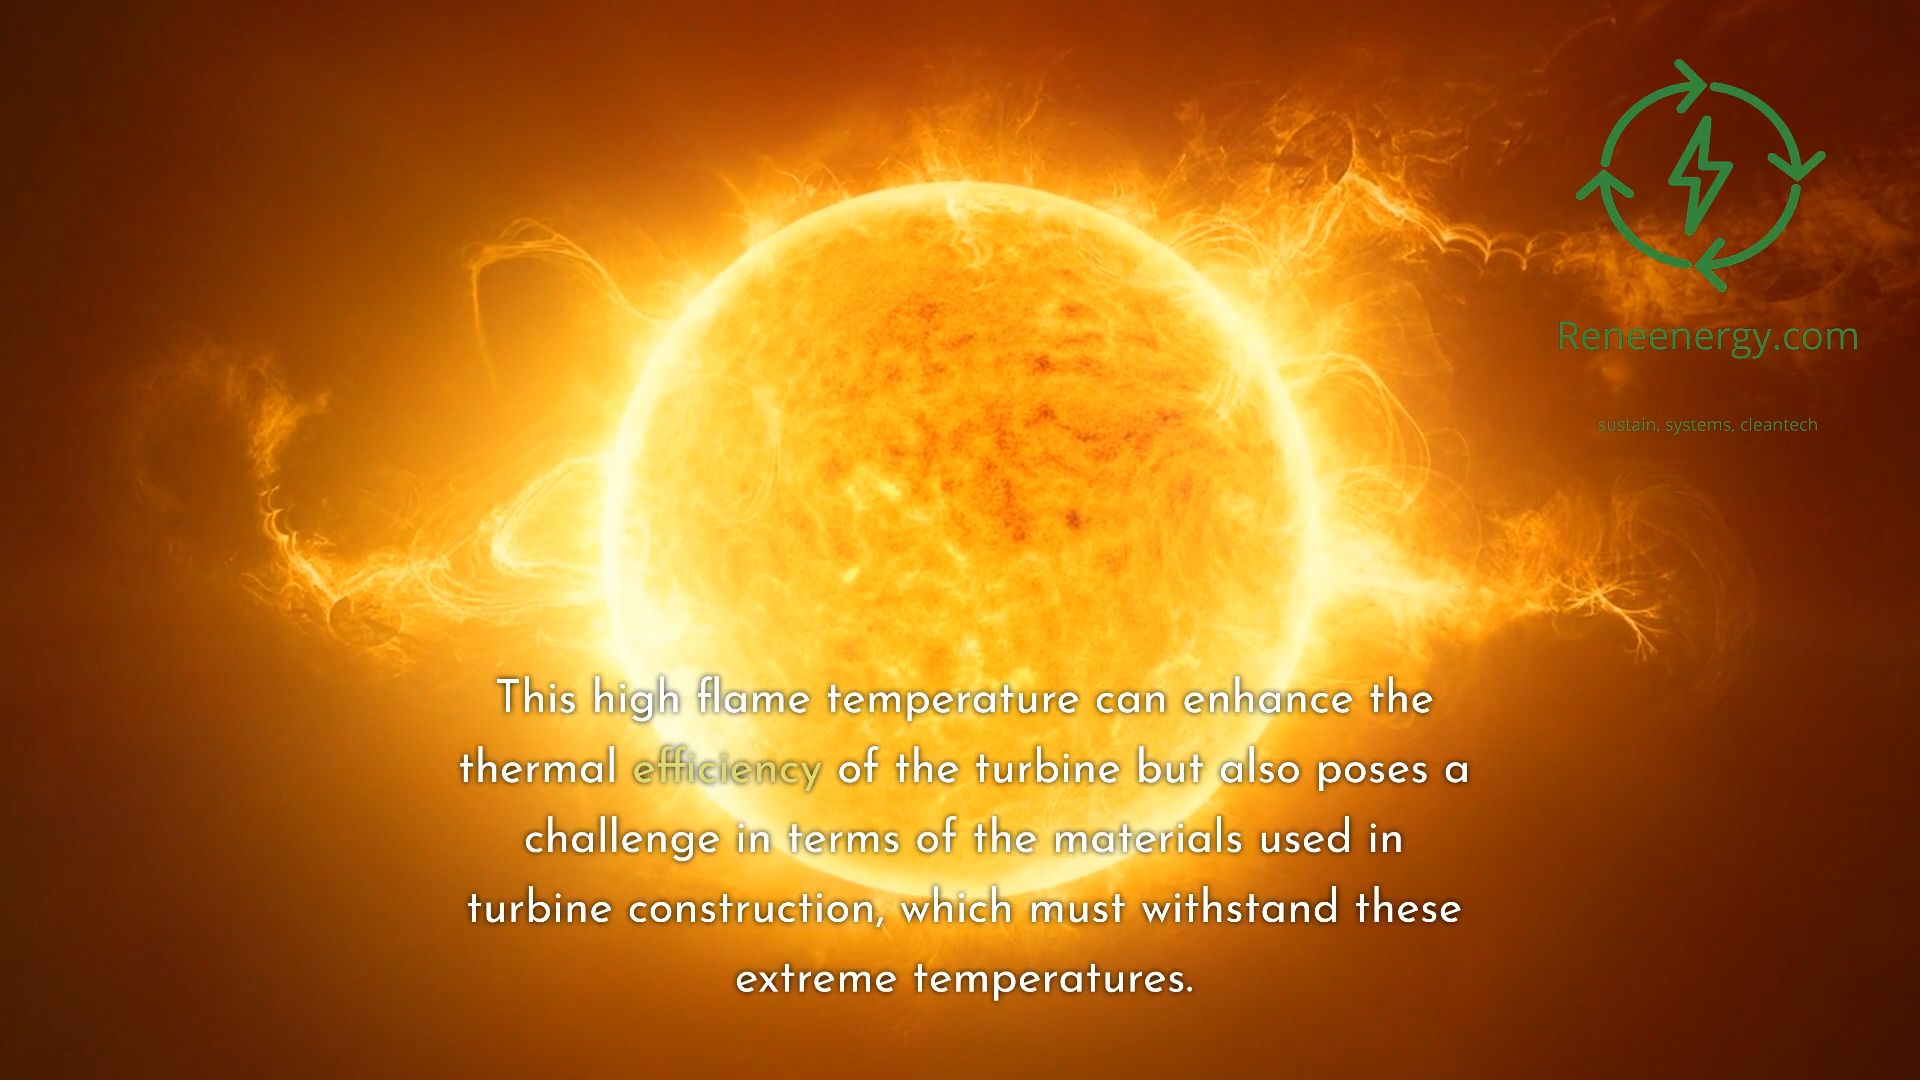 Reneenergy.com
sustain, systems, cleantech
This high flame temperature can enhance the
thermal efficiency of the turbine but also poses a
challenge in terms of the materials used in
turbine construction, which must withstand these
extreme temperatures.